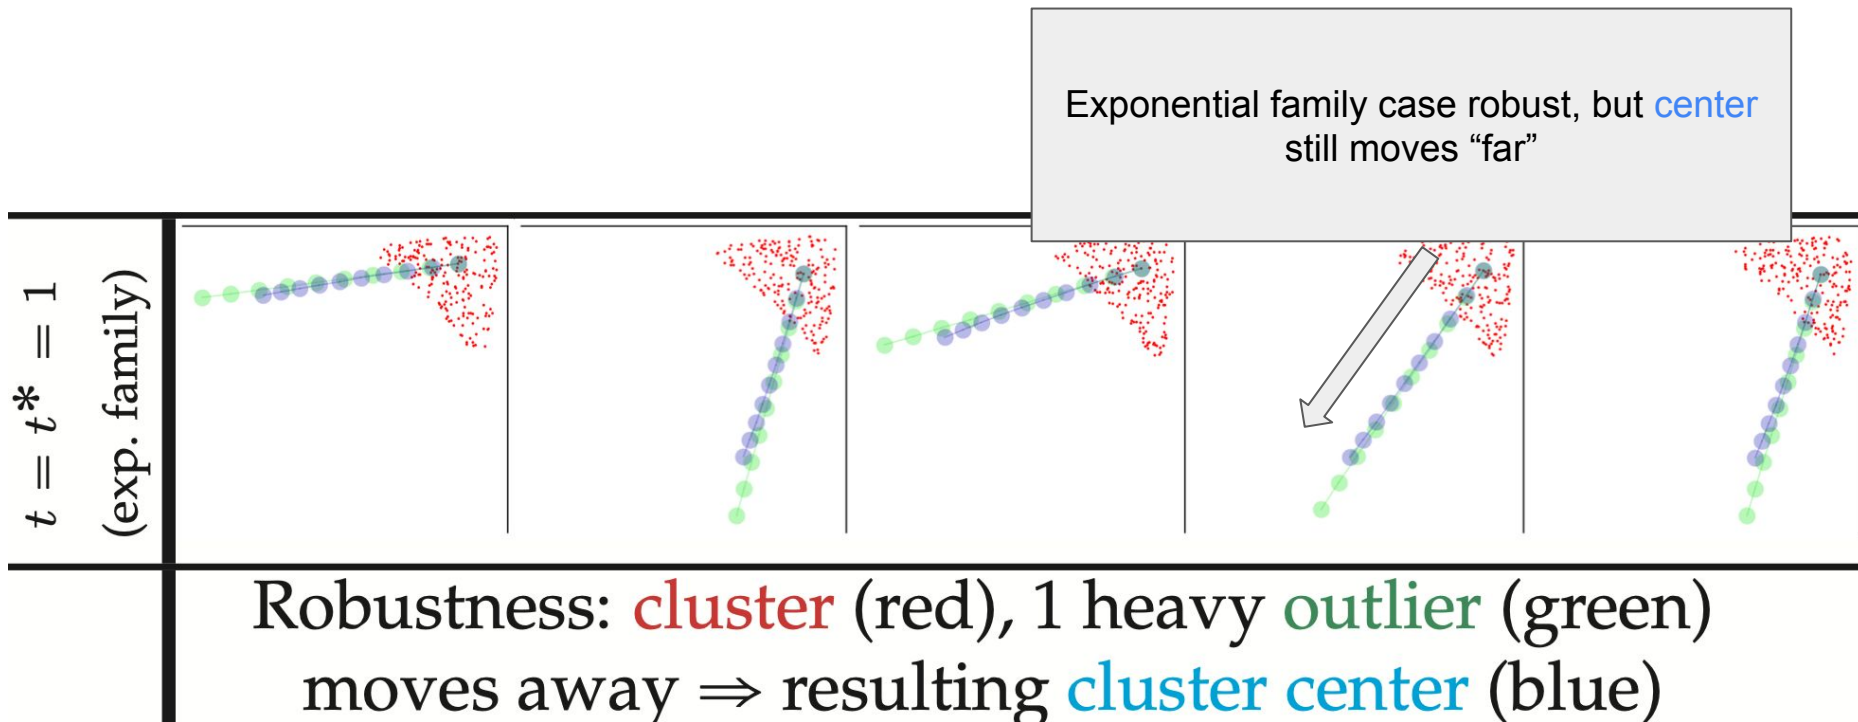 Exponential family case robust, but center
still moves “far”
t = t* = 1
(exp. family)
Robustness: cluster (red), 1 heavy outlier (green)
moves away ⇒ resulting cluster center (blue)